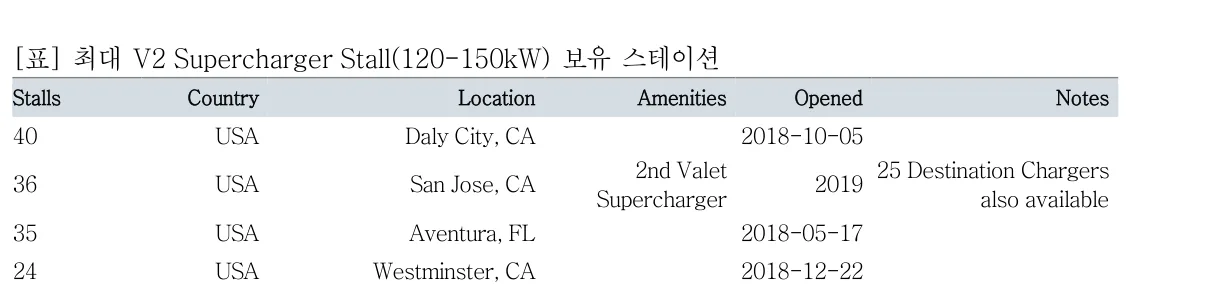 [표] 최대 V2 Supercharger Stall(120-150kW) 보유 스테이션
Stalls Country Location Amenities Opened Notes
40 USA Daly City, CA 2018-10-05
36 USA San Jose, CA 2nd Valet Supercharger 2019 25 Destination Chargers also available
35 USA Aventura, FL 2018-05-17
24 USA Westminster, CA 2018-12-22